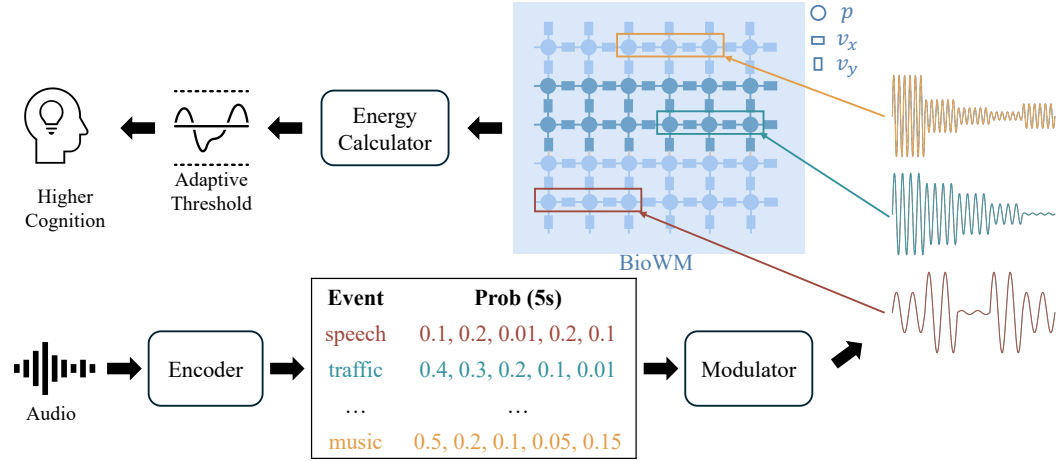 p
v_x
v_y
Energy
Calculator
Adaptive
Threshold
Higher
Cognition
BioWM
Event Prob (5s)
speech 0.1, 0.2, 0.01, 0.2, 0.1
traffic 0.4, 0.3, 0.2, 0.1, 0.01
... ...
music 0.5, 0.2, 0.1, 0.05, 0.15
Audio
Encoder
Modulator